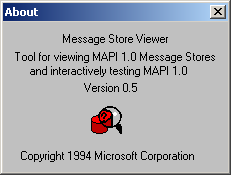 About
Message Store Viewer
Tool for viewing MAPI 1.0 Message Stores
and interactively testing MAPI 1.0
Version 0.5
Copyright 1994 Microsoft Corporation